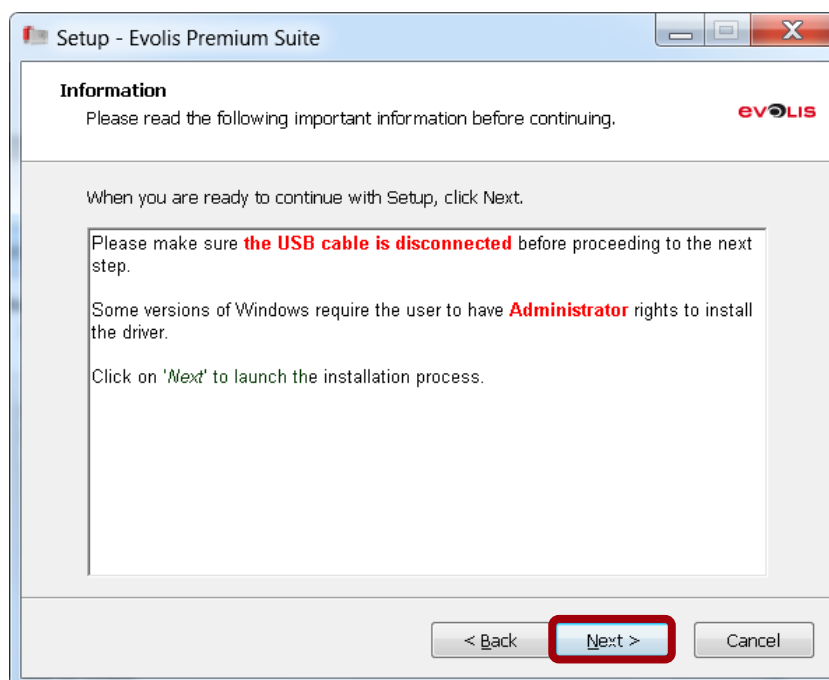 Setup - Evolis Premium Suite
Information
Please read the following important information before continuing.
evolis
When you are ready to continue with Setup, click Next.
Please make sure the USB cable is disconnected before proceeding to the next
step.
Some versions of Windows require the user to have Administrator rights to install
the driver.
Click on 'Next' to launch the installation process.
< Back
Next >
Cancel